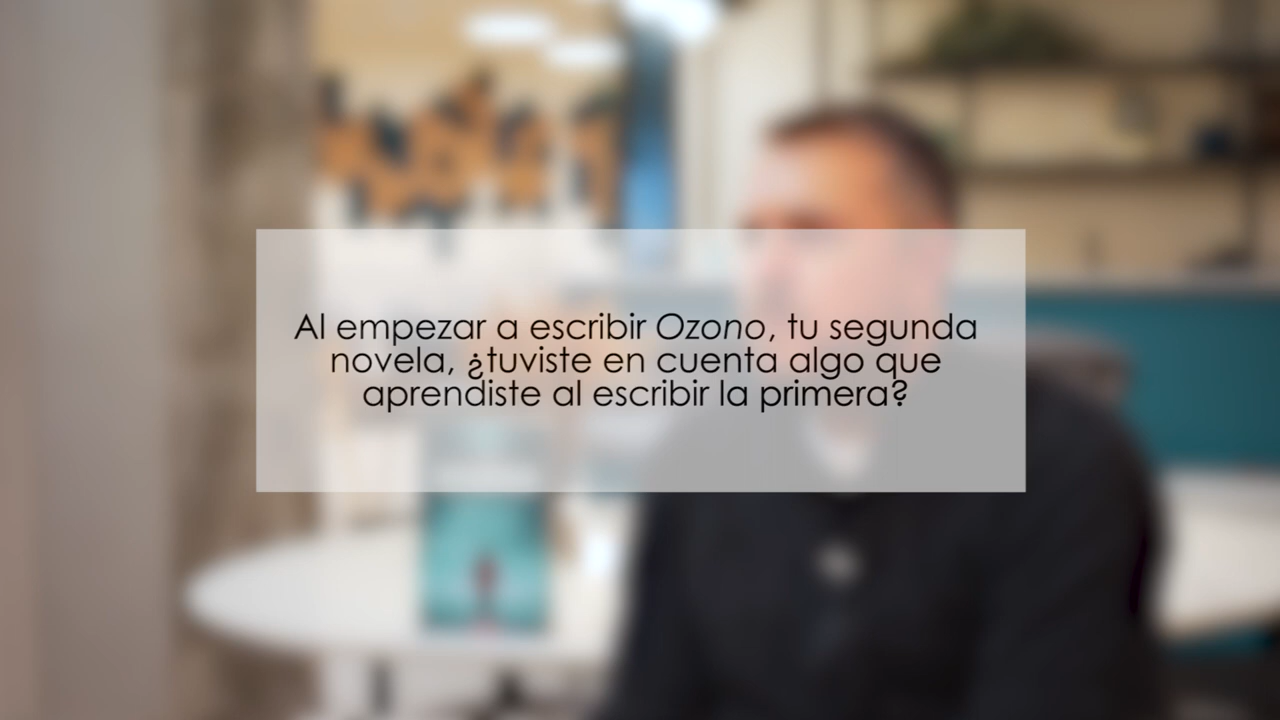 Al empezar a escribir Ozono, tu segunda
novela, ¿tuviste en cuenta algo que
aprendiste al escribir la primera?